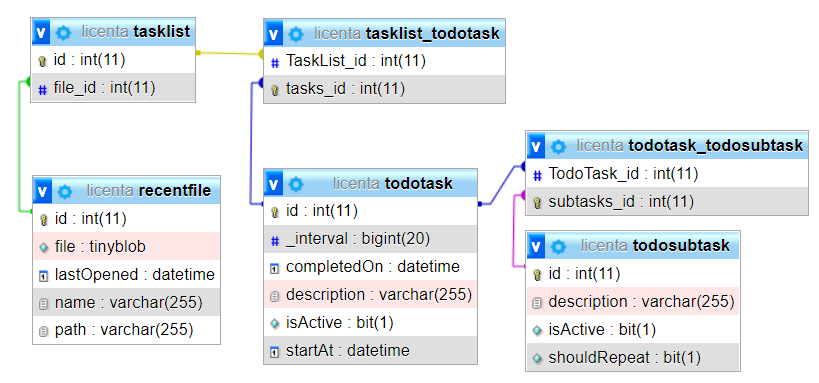 v licenta tasklist
id : int(11)
# file_id : int(11)
v licenta tasklist_todotask
# TaskList_id : int(11)
tasks_id : int(11)
v licenta todotask_todosubtask
# TodoTask_id : int(11)
subtasks_id : int(11)
v licenta recentfile
id : int(11)
file : tinyblob
lastOpened : datetime
name : varchar(255)
path : varchar(255)
v licenta todotask
id : int(11)
# _interval : bigint(20)
completedOn : datetime
description : varchar(255)
isActive : bit(1)
startAt : datetime
v licenta todosubtask
id : int(11)
description : varchar(255)
isActive : bit(1)
shouldRepeat : bit(1)